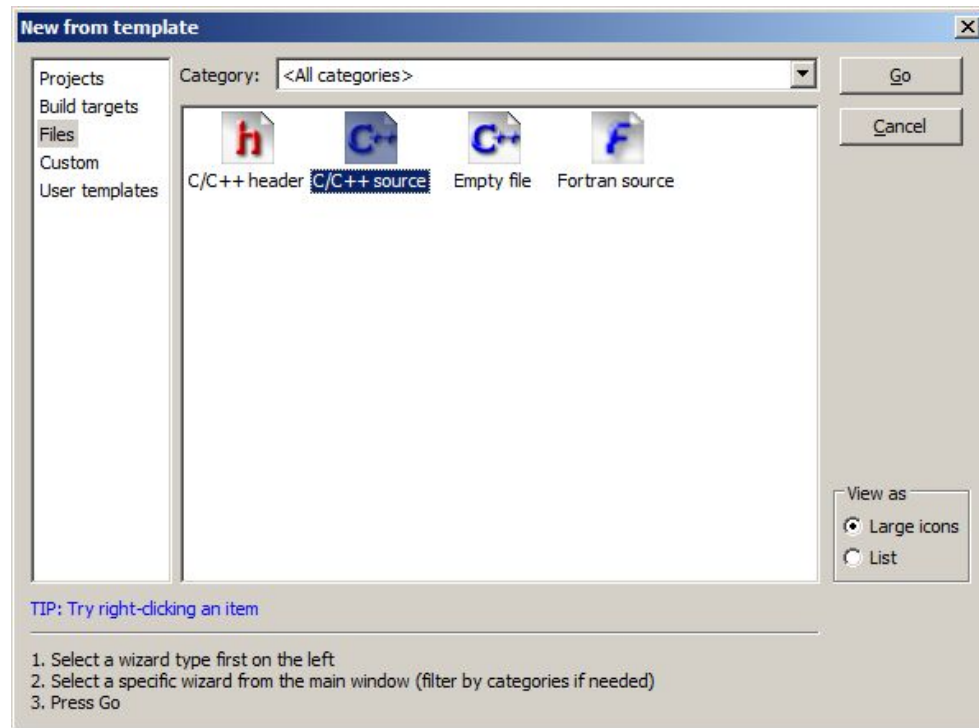 New from template
Projects
Build targets
Files
Custom
User templates
Category: <All categories>
h
C++
C++
F
C/C++ header C/C++ source Empty file Fortran source
Go
Cancel
View as
Large icons
List
TIP: Try right-clicking an item
1. Select a wizard type first on the left
2. Select a specific wizard from the main window (filter by categories if needed)
3. Press Go